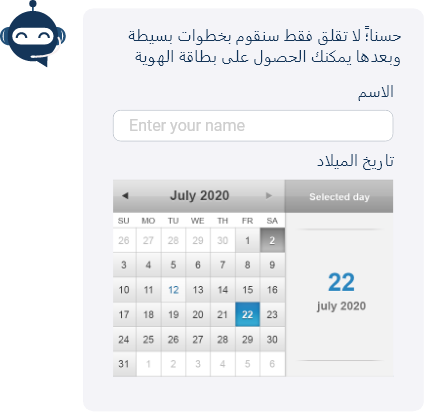 حسناً؛ لا تقلق فقط سنقوم بخطوات بسيطة
وبعدها يمكنك الحصول على بطاقة الهوية
الاسم
Enter your name
تاريخ الميلاد
◄ July 2020 ► Selected day
SU MO TU WE TH FR SA
26 27 28 29 30 1 2
3 4 5 6 7 8 9
10 11 12 13 14 15 16
17 18 19 20 21 22 23
24 25 26 27 28 29 30
31 1 2 3 4 5 6
22
july 2020